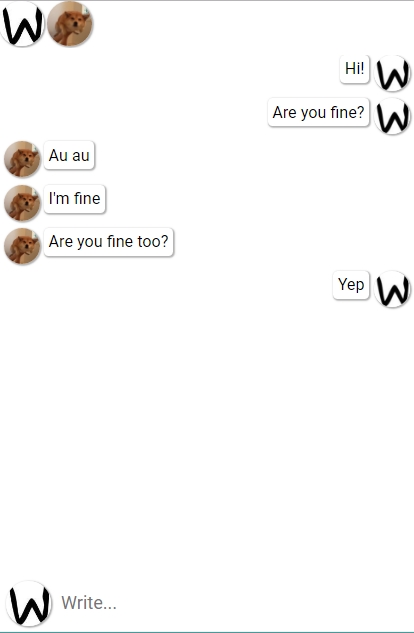 W
Hi!
W
Are you fine?
W
Au au
I'm fine
Are you fine too?
Yep
W
W
Write...